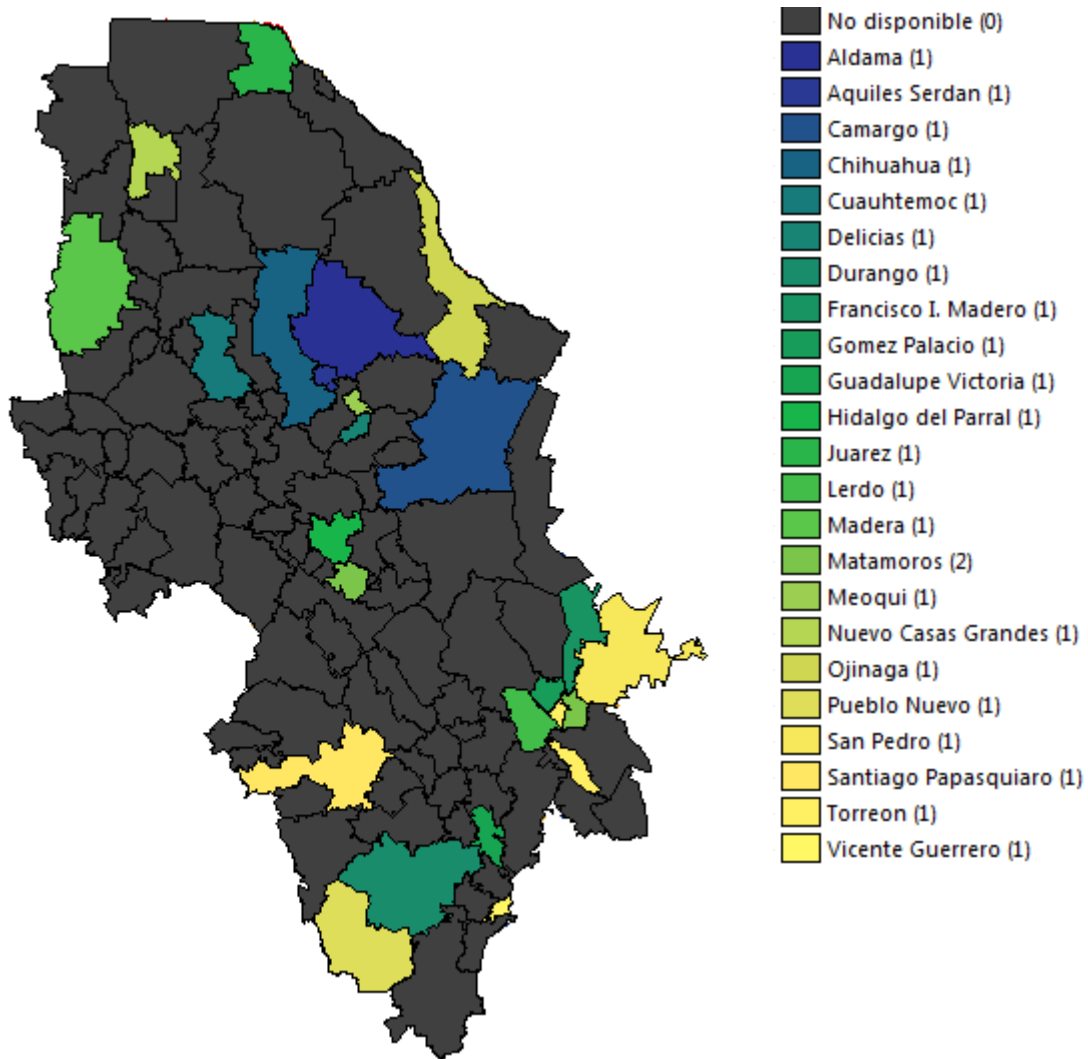 No disponible (0)
Aldama (1)
Aquiles Serdan (1)
Camargo (1)
Chihuahua (1)
Cuauhtemoc (1)
Delicias (1)
Durango (1)
Francisco I. Madero (1)
Gomez Palacio (1)
Guadalupe Victoria (1)
Hidalgo del Parral (1)
Juarez (1)
Lerdo (1)
Madera (1)
Matamoros (2)
Meoqui (1)
Nuevo Casas Grandes (1)
Ojinaga (1)
Pueblo Nuevo (1)
San Pedro (1)
Santiago Papasquiaro (1)
Torreon (1)
Vicente Guerrero (1)